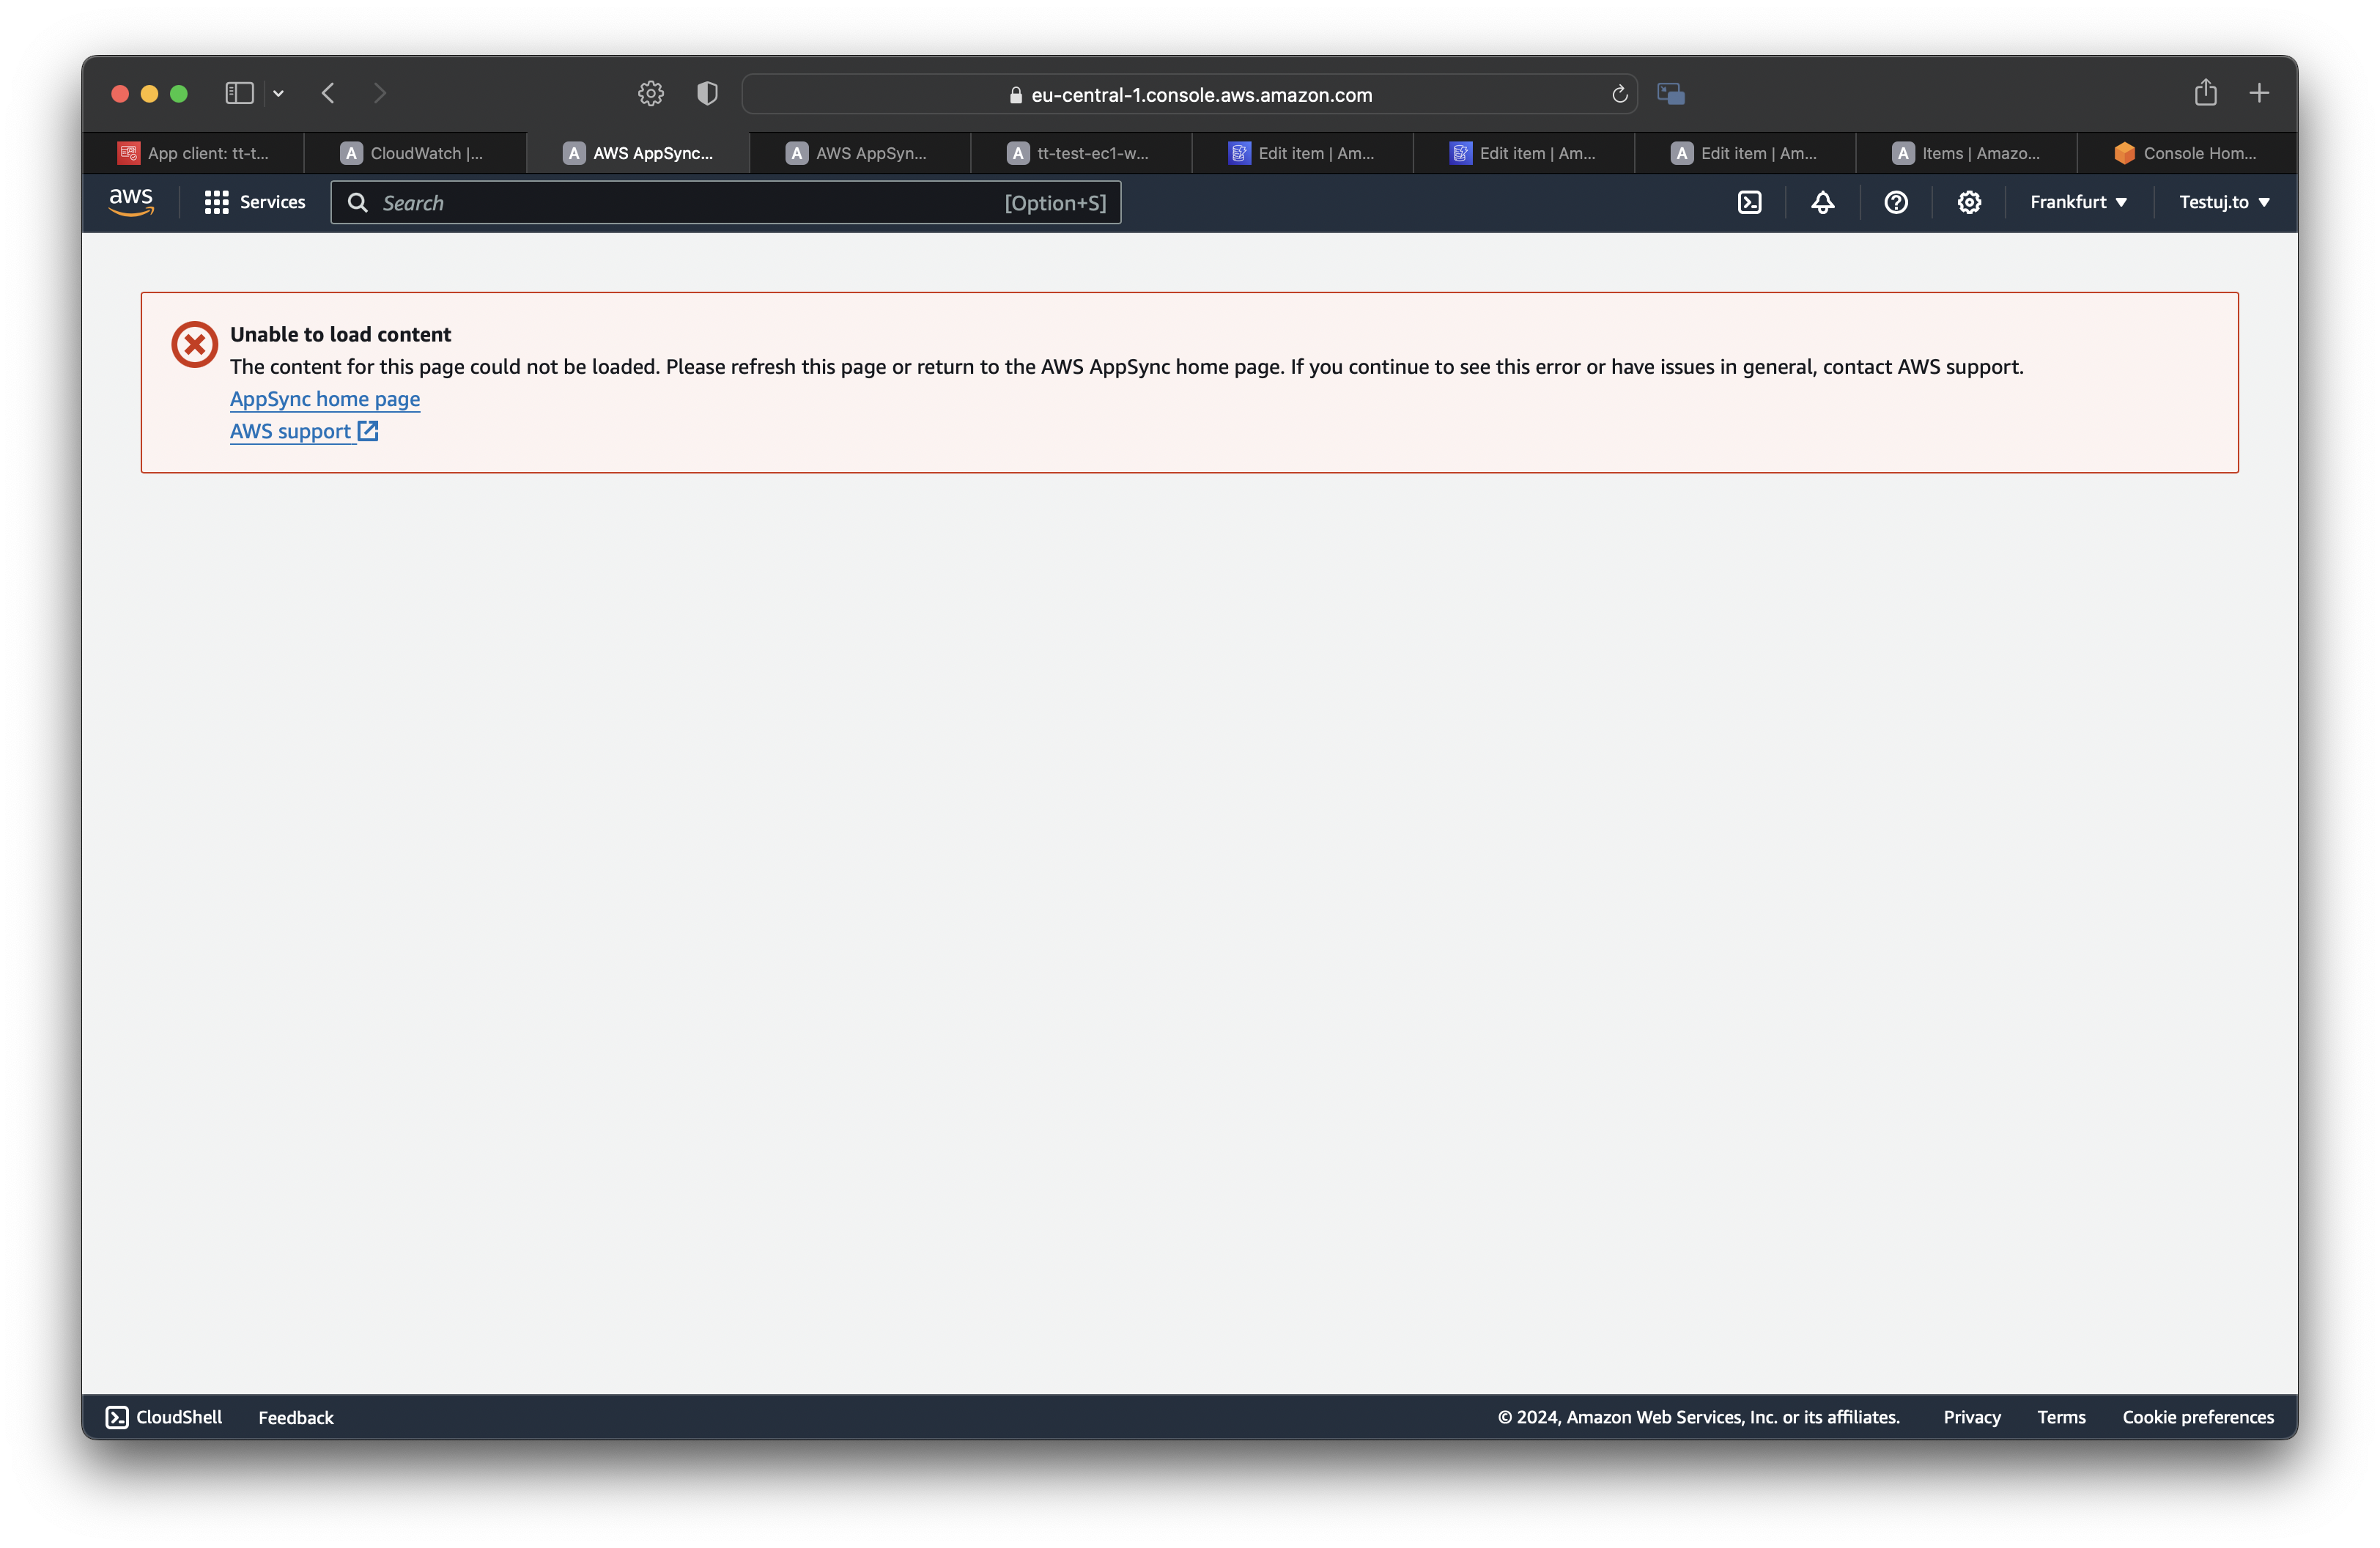 eu-central-1.console.aws.amazon.com
App client: tt-t...
A CloudWatch |...
A AWS AppSync...
A AWS AppSyn...
A tt-test-ec1-w...
Edit item | Am...
Edit item | Am...
A Edit item | Am...
A Items | Amazo...
Console Hom...
aws Services Search [Option+S] Frankfurt Testuj.to
Unable to load content
The content for this page could not be loaded. Please refresh this page or return to the AWS AppSync home page. If you continue to see this error or have issues in general, contact AWS support.
AppSync home page
AWS support
CloudShell Feedback © 2024, Amazon Web Services, Inc. or its affiliates. Privacy Terms Cookie preferences